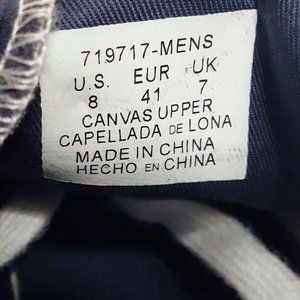 719717-MENS
U.S. EUR UK
8 41 7
CANVAS UPPER
CAPELLADA DE LONA
MADE IN CHINA
HECHO EN CHINA